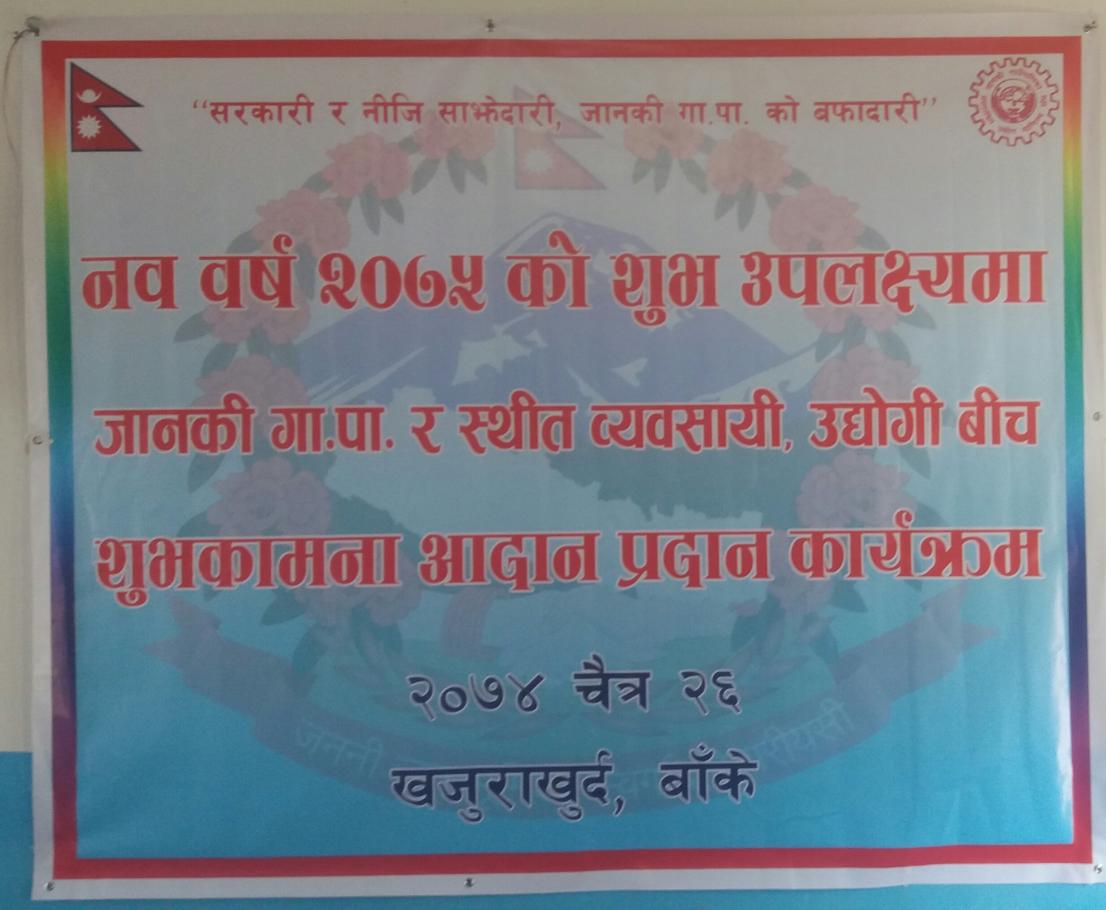 “सरकारी र नीजि साझेदारी, जानकी गा.पा. को बफादारी”
नव वर्ष २०७५ को शुभ उपलक्ष्यमा
जानकी गा.पा. र स्थीत व्यवसायी, उद्योगी बीच
शुभकामना आदान प्रदान कार्यक्रम
२०७४ चैत्र २६
जननी
खजुराखुर्द, बाँके